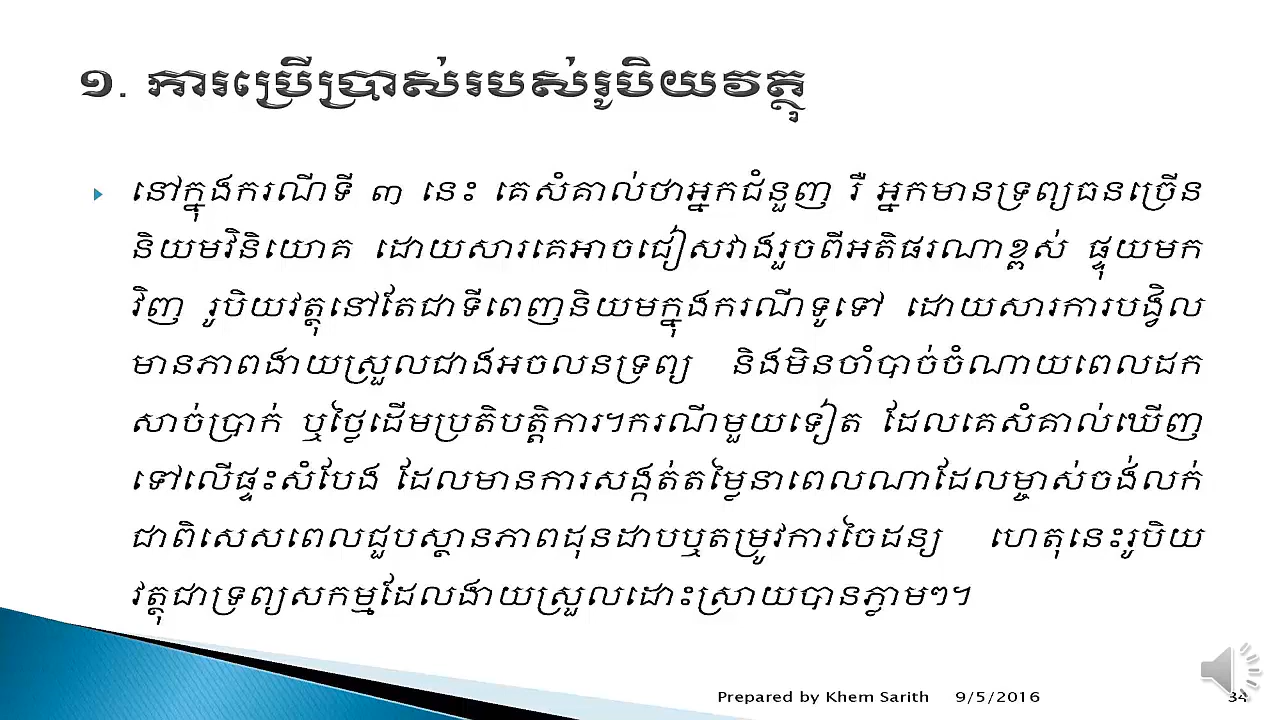 ១. ការប្រើប្រាស់របស់រូបិយវត្ថុ
នៅក្នុងករណីទី ៣ នេះ គេសំគាល់ថាអ្នកជំនួញ រឺ អ្នកមានទ្រព្យធនច្រើន
និយមវិនិយោគ ដោយសារគេអាចជៀសវាងរួចពីអតិផរណាខ្ពស់ ផ្ទុយមក
វិញ រូបិយវត្ថុនៅតែជាទីពេញនិយមក្នុងករណីទូទៅ ដោយសារការបង្វិល
មានភាពងាយស្រួលជាងអចលនទ្រព្យ និងមិនចាំបាច់ចំណាយពេលដក
សាច់ប្រាក់ ឬថ្លៃដើមប្រតិបត្តិការ។ករណីមួយទៀត ដែលគេសំគាល់ឃើញ
ទៅលើផ្ទះសំបែង ដែលមានការសង្កត់តម្លៃនាពេលណាដែលម្ចាស់ចង់លក់
ជាពិសេសពេលជួបស្ថានភាពដុនដាបឬតម្រូវការចៃដន្យ ហេតុនេះរូបិយ
វត្ថុជាទ្រព្យសកម្មដែលងាយស្រួលដោះស្រាយបានភ្លាមៗ។
Prepared by Khem Sarith 9/5/2016 34